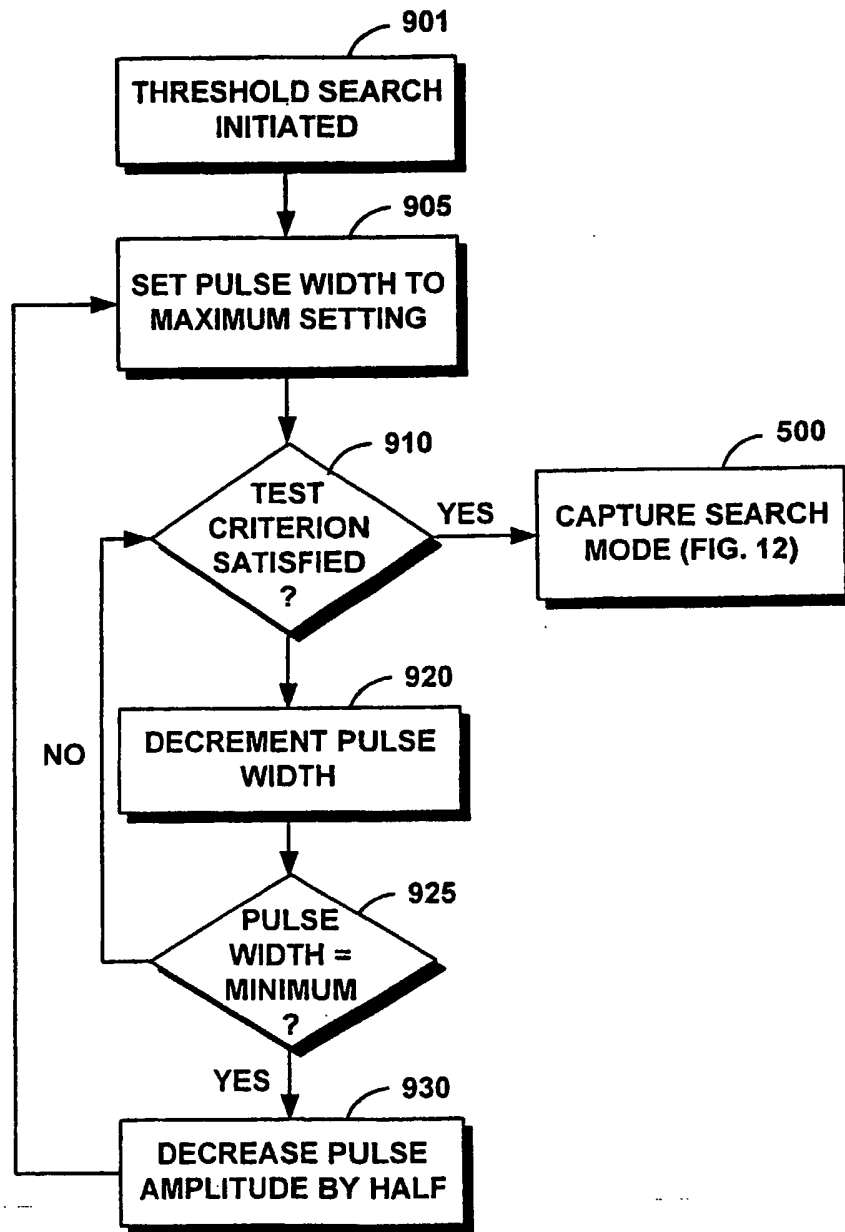 901
THRESHOLD SEARCH
INITIATED
905
SET PULSE WIDTH TO
MAXIMUM SETTING
910
TEST
CRITERION
SATISFIED
?
YES
500
CAPTURE SEARCH
MODE (FIG. 12)
920
DECREMENT PULSE
WIDTH
NO
925
PULSE
WIDTH =
MINIMUM
?
YES
930
DECREASE PULSE
AMPLITUDE BY HALF